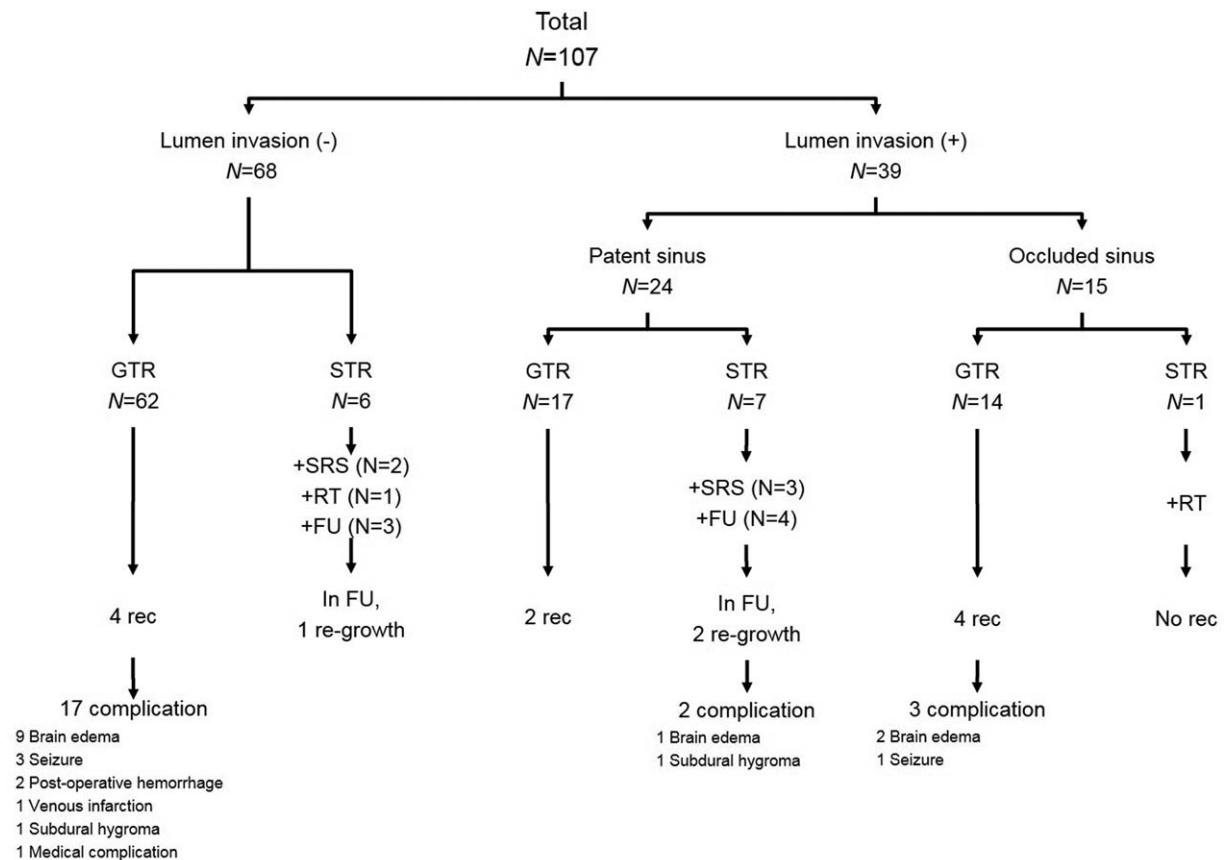 Total
N=107
Lumen invasion (-)
N=68
Lumen invasion (+)
N=39
Patent sinus
N=24
Occluded sinus
N=15
GTR
N=62
STR
N=6
GTR
N=17
STR
N=7
GTR
N=14
STR
N=1
+SRS (N=2)
+RT (N=1)
+FU (N=3)
+SRS (N=3)
+FU (N=4)
+RT
4 rec
In FU,
1 re-growth
2 rec
In FU,
2 re-growth
4 rec
No rec
17 complication
9 Brain edema
3 Seizure
2 Post-operative hemorrhage
1 Venous infarction
1 Subdural hygroma
1 Medical complication
2 complication
1 Brain edema
1 Subdural hygroma
3 complication
2 Brain edema
1 Seizure